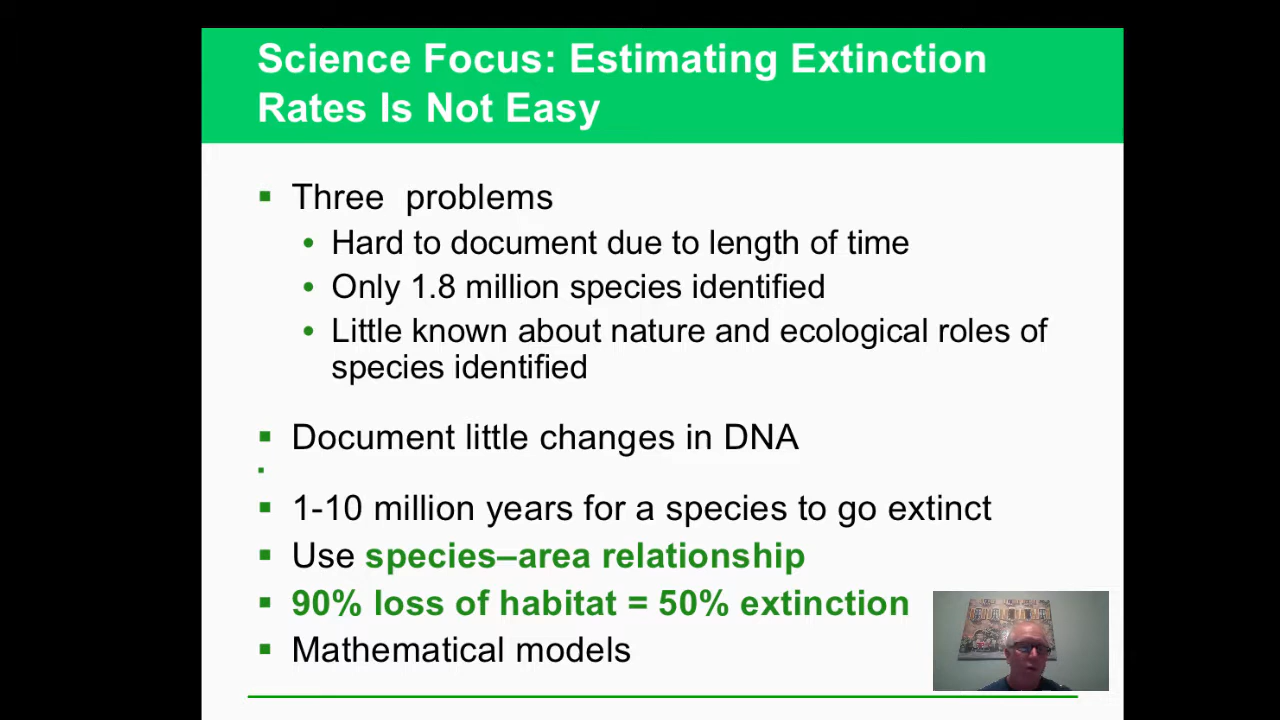 Science Focus: Estimating Extinction
Rates Is Not Easy
Three problems
Hard to document due to length of time
Only 1.8 million species identified
Little known about nature and ecological roles of
species identified
Document little changes in DNA
1-10 million years for a species to go extinct
Use species–area relationship
90% loss of habitat = 50% extinction
Mathematical models